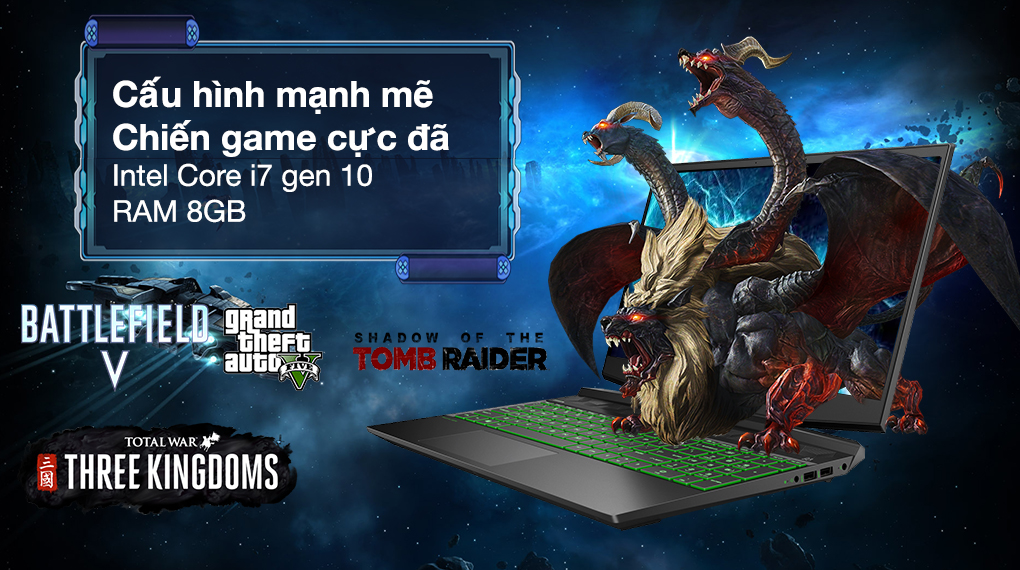 Cấu hình mạnh mẽ
Chiến game cực đã
Intel Core i7 gen 10
RAM 8GB
BATTLEFIELD
V
grand
theft
auto
FIVE
SHADOW OF THE
TOMB RAIDER
TOTAL WAR
三國
THREE KINGDOMS